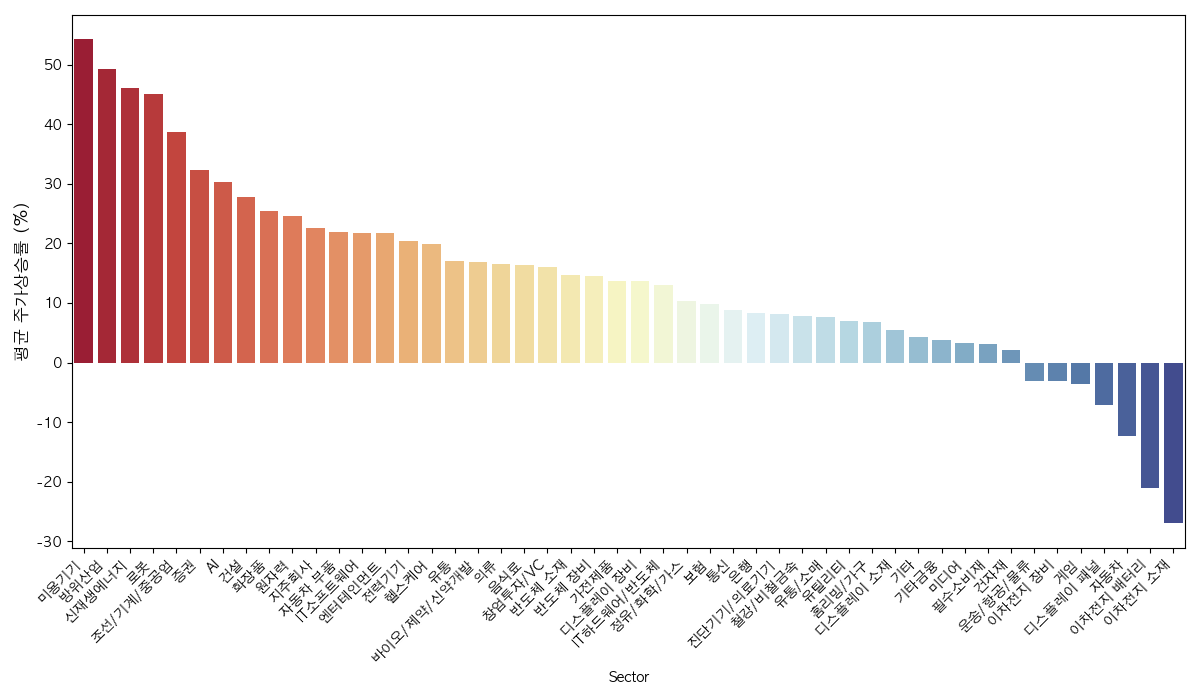 평균 주가상승률 (%)
50
40
30
20
10
0
-10
-20
-30
미용기기
방위산업
신재생에너지
로봇
조선/기계/중공업
증권
AI
건설
화장품
원자력
지주회사
자동차 부품
IT소프트웨어
엔터테인먼트
전력기기
헬스케어
유통
바이오/제약/신약개발
의류
음식료
창업투자/VC
반도체 소재
반도체 장비
가전제품
디스플레이 장비
IT하드웨어/반도체
정유/화학/가스
보험
통신
은행
진단기기/의료기기
철강/비철금속
유통/소매
유틸리티
홈리빙/가구
디스플레이 소재
기타
기타금융
미디어
필수소비재
건자재
운송/항공/물류
이차전지 장비
게임
디스플레이 패널
자동차
이차전지 배터리
이차전지 소재
Sector